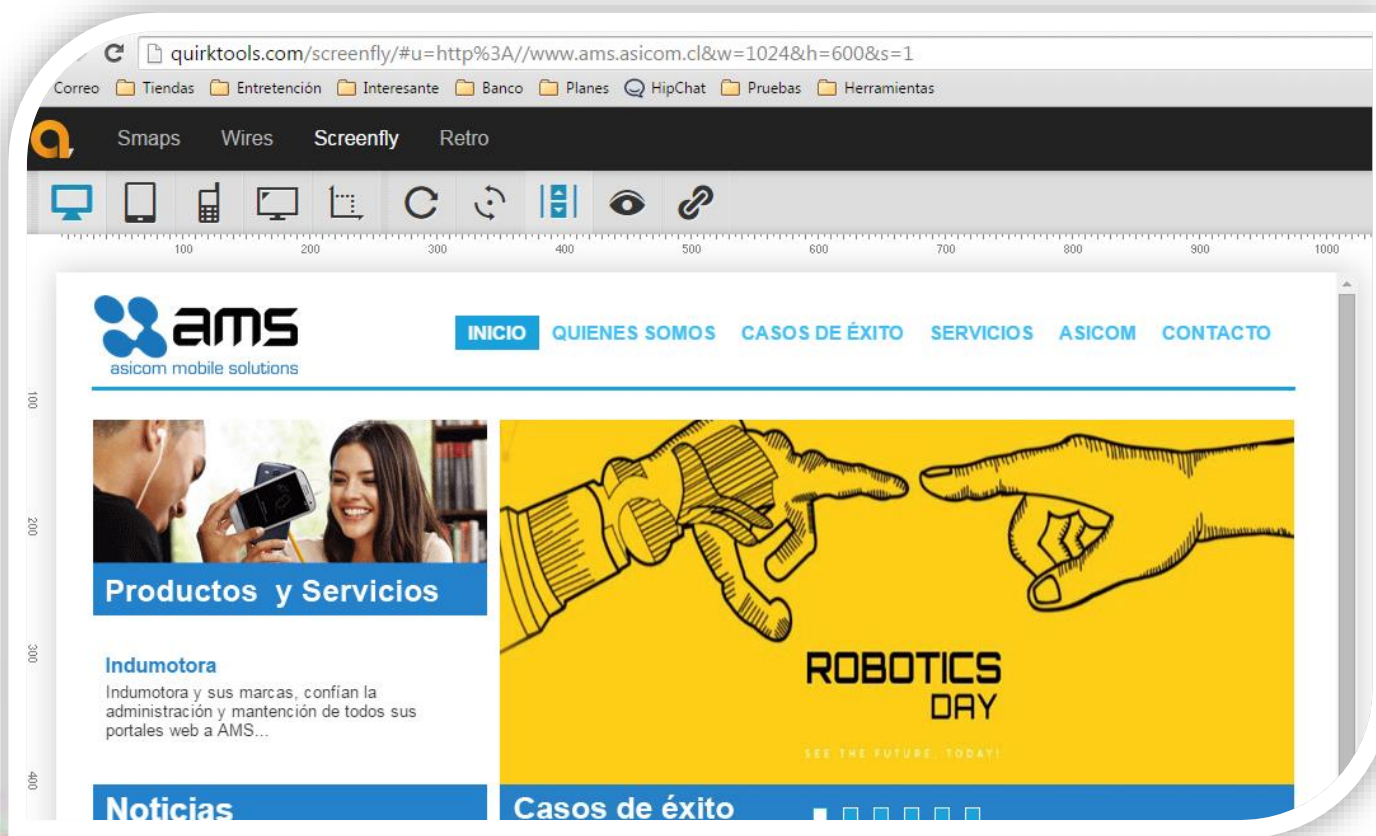 quirktools.com/screenfly/#u=http%3A//www.ams.asicom.cl&w=1024&h=600&s=1
Correo Tiendas Entretención Interesante Banco Planes HipChat Pruebas Herramientas
Smaps Wires Screenfly Retro
100 200 300 400 500 600 700 800 900 1000
ams
asicom mobile solutions
INICIO QUIENES SOMOS CASOS DE ÉXITO SERVICIOS ASICOM CONTACTO
100
200
300
400
Productos y Servicios
Indumotora
Indumotora y sus marcas, confían la
administración y mantención de todos sus
portales web a AMS...
ROBOTICS
DAY
SEE THE FUTURE, TODAY!
Noticias
Casos de éxito